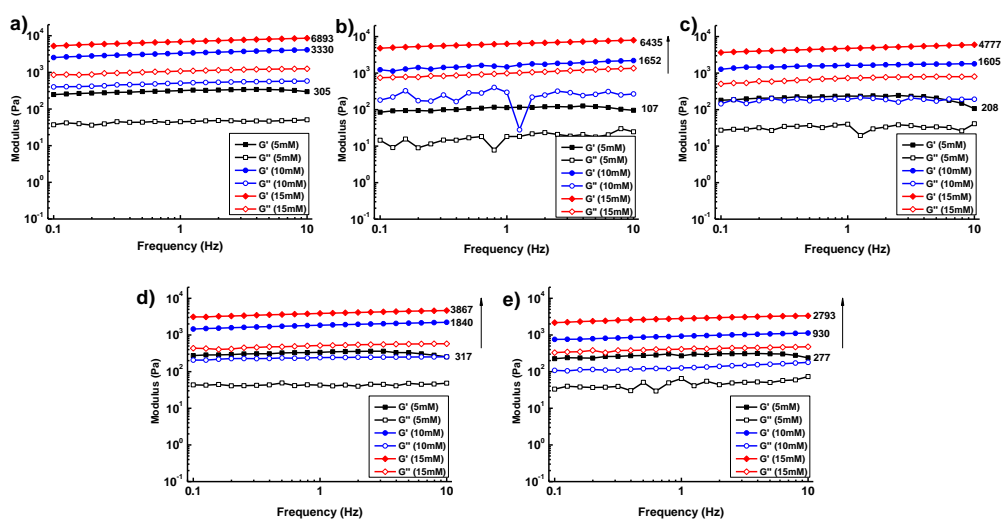 a)
Modulus (Pa)
10⁴
10³
10²
10¹
10⁰
10⁻¹
6893
3330
305
G' (5mM)
G'' (5mM)
G' (10mM)
G'' (10mM)
G' (15mM)
G'' (15mM)
0.1 1 10
Frequency (Hz)
b)
Modulus (Pa)
10⁵
10⁴
10³
10²
10¹
10⁰
10⁻¹
6435
1652
107
G' (5mM)
G'' (5mM)
G' (10mM)
G'' (10mM)
G' (15mM)
G'' (15mM)
0.1 1 10
Frequency (Hz)
c)
Modulus (Pa)
10⁴
10³
10²
10¹
10⁰
10⁻¹
4777
1605
208
G' (5mM)
G'' (5mM)
G' (10mM)
G'' (10mM)
G' (15mM)
G'' (15mM)
0.1 1 10
Frequency (Hz)
d)
Modulus (Pa)
10⁴
10³
10²
10¹
10⁰
10⁻¹
3867
1840
317
G' (5mM)
G'' (5mM)
G' (10mM)
G'' (10mM)
G' (15mM)
G'' (15mM)
0.1 1 10
Frequency (Hz)
e)
Modulus (Pa)
10⁴
10³
10²
10¹
10⁰
10⁻¹
2793
930
277
G' (5mM)
G'' (5mM)
G' (10mM)
G'' (10mM)
G' (15mM)
G'' (15mM)
0.1 1 10
Frequency (Hz)